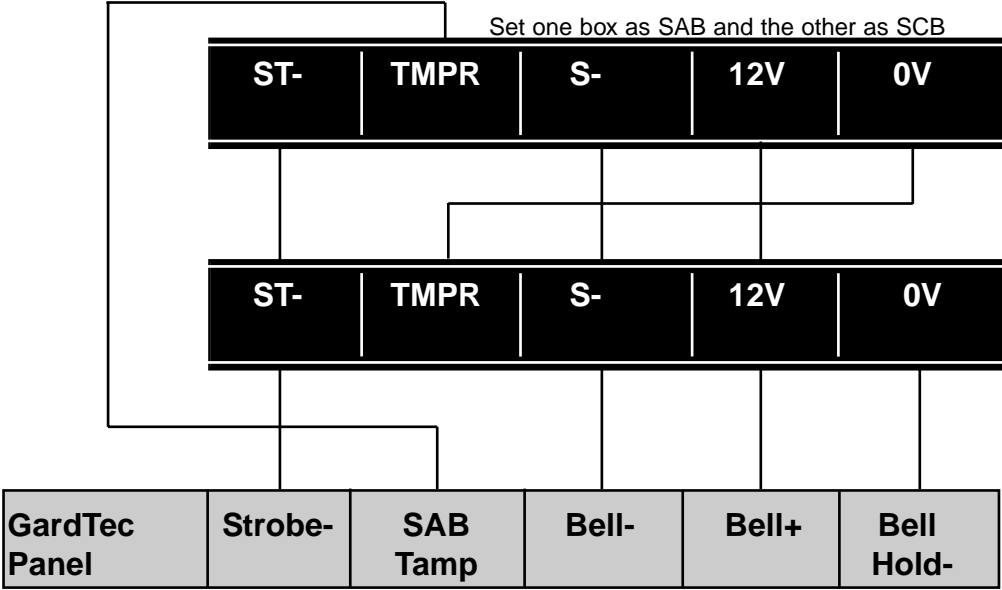 Set one box as SAB and the other as SCB
ST- TMPR S- 12V 0V
ST- TMPR S- 12V 0V
GardTec Strobe- SAB Bell- Bell+ Bell
Panel Tamp Hold-